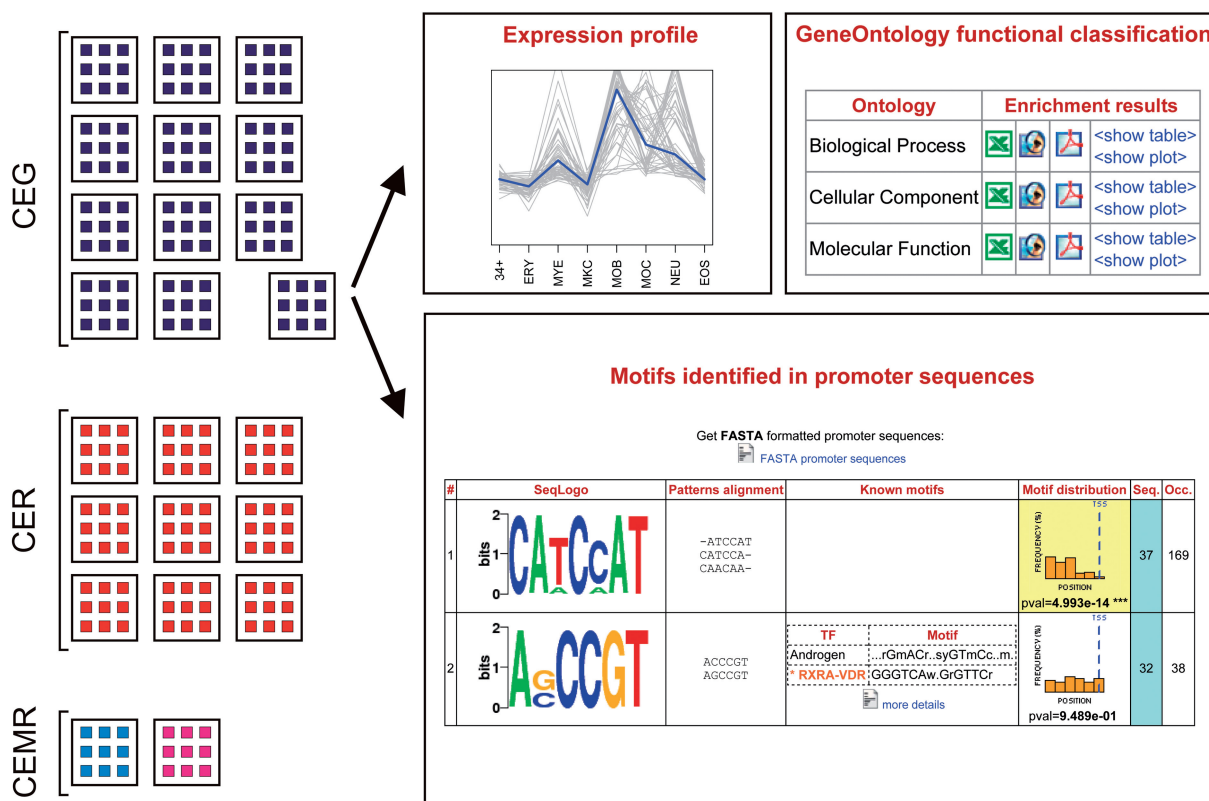 CEG
CER
CEMR
Expression profile
34+
ERY
MYE
MKC
MOB
MOC
NEU
EOS
GeneOntology functional classification
Ontology Enrichment results
Biological Process <show table>
<show plot>
Cellular Component <show table>
<show plot>
Molecular Function <show table>
<show plot>
Motifs identified in promoter sequences
Get FASTA formatted promoter sequences:
FASTA promoter sequences
# SeqLogo Patterns alignment Known motifs Motif distribution Seq. Occ.
1
2
1
0
bits
CATCCAT
AA
-ATCCAT
CATCCA-
CAACAA-
TSS
FREQUENCY (%)
POSITION
pval=4.993e-14 ***
37
169
2
2
1
0
bits
AGCCGT
C
ACCCGT
AGCCGT
TF Motif
Androgen ...rGmACr..syGTmCc..m.
* RXRA-VDR GGGTCAw.GrGTTCr
more details
TSS
FREQUENCY (%)
POSITION
pval=9.489e-01
32
38